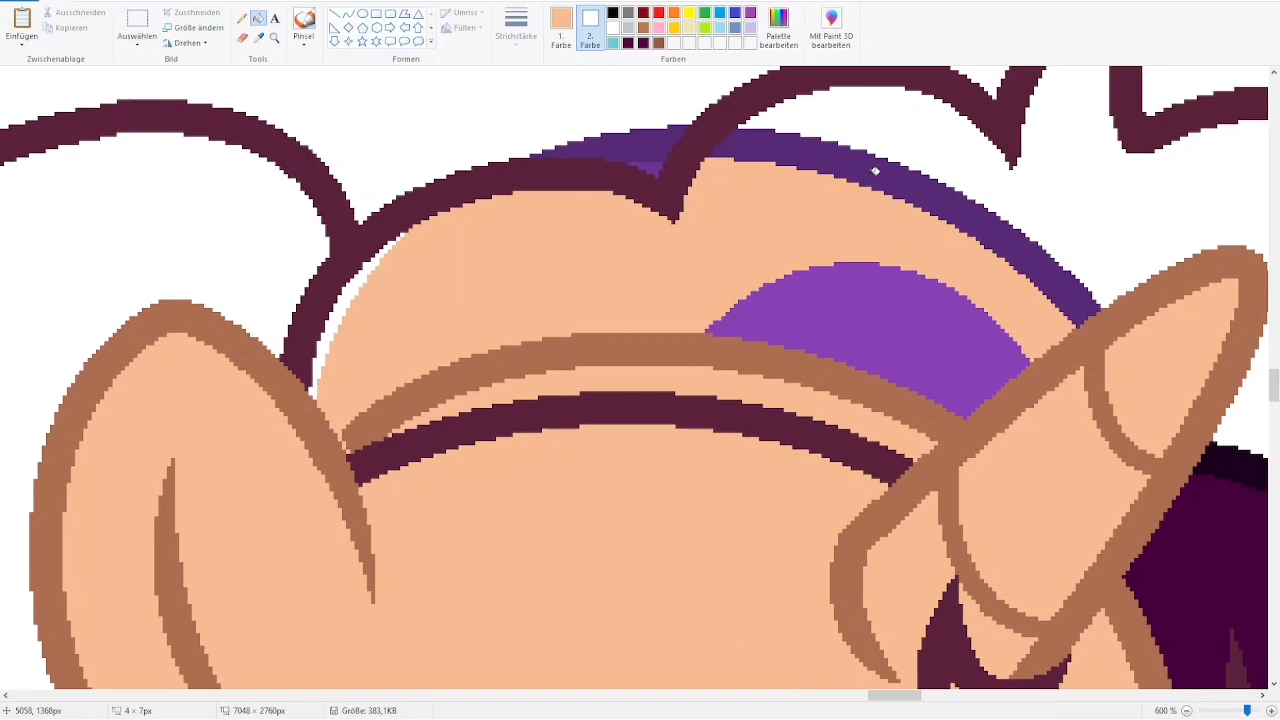 Ausschneiden
Kopieren
infügen
Zwischenablage
Auswählen
Zuschneiden
Größe ändern
Drehen
Bild
A
Tools
Pinsel
Umriss
Füllen
Formen
Strichstärke
1.
Farbe
2.
Farbe
Palette
bearbeiten
Farben
Mit Paint 3D
bearbeiten
5058, 1368px
4 × 7px
7048 × 2760px
Größe: 383,1KB
600 %